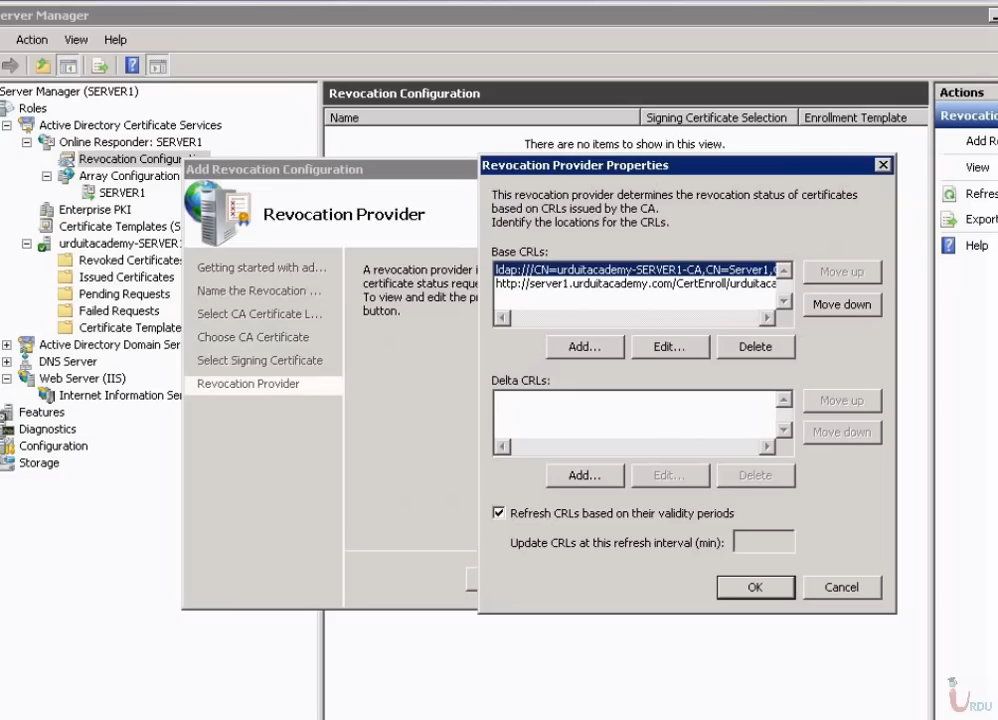 erver Manager
Action View Help
Server Manager (SERVER1)
Roles
Active Directory Certificate Services
Online Responder: SERVER1
Revocation Configu
Array Configuration
SERVER1
Enterprise PKI
Certificate Templates (S
urduitacademy-SERVER
Revoked Certificate
Issued Certificates
Pending Requests
Failed Requests
Certificate Template
Active Directory Domain Ser
DNS Server
Web Server (IIS)
Internet Information Ser
Features
Diagnostics
Configuration
Storage
Revocation Configuration
Name Signing Certificate Selection Enrollment Template
There are no items to show in this view.
Add Revocation Configuration
Revocation Provider
Getting started with ad...
Name the Revocation ...
Select CA Certificate L...
Choose CA Certificate
Select Signing Certificate
Revocation Provider
A revocation provider i
certificate status reque
To view and edit the p
button.
Revocation Provider Properties
This revocation provider determines the revocation status of certificates
based on CRLs issued by the CA.
Identify the locations for the CRLs.
Base CRLs:
ldap:///CN=urduitacademy-SERVER1-CA,CN=Server1,
http://server1.urduitacademy.com/CertEnroll/urduitaca
Move up
Move down
Add... Edit... Delete
Delta CRLs:
Move up
Move down
Add... Edit... Delete
Refresh CRLs based on their validity periods
Update CRLs at this refresh interval (min):
OK Cancel
Actions
Revocatio
Add R
View
Refres
Export
Help
URDU